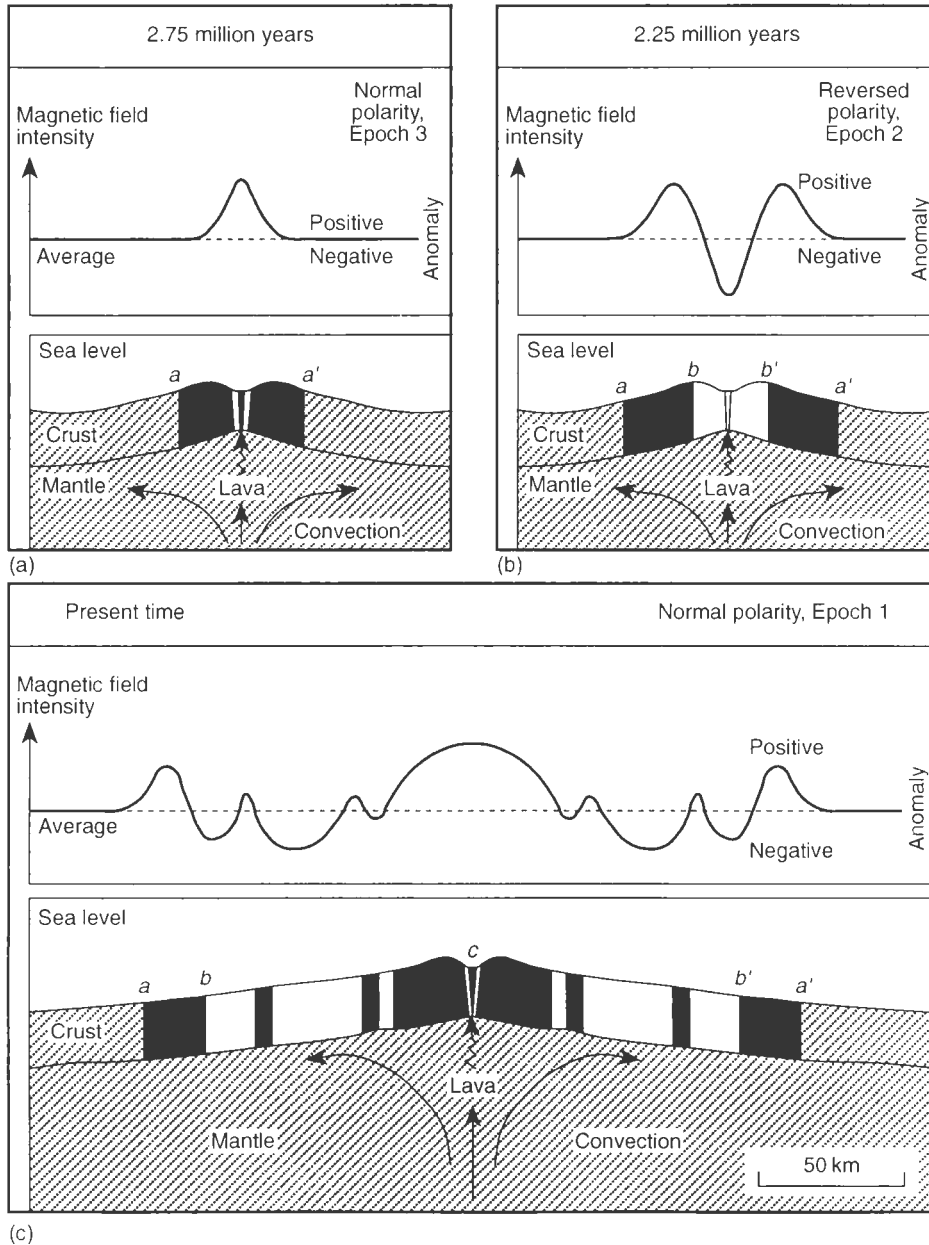 2.75 million years
Normal
polarity,
Epoch 3
Magnetic field
intensity
Positive
Average
Negative
Anomaly
Sea level
a
a'
Crust
Mantle
Lava
Convection
(a)
2.25 million years
Reversed
polarity,
Epoch 2
Magnetic field
intensity
Positive
Negative
Anomaly
Sea level
a
b
b'
a'
Crust
Mantle
Lava
Convection
(b)
Present time
Normal polarity, Epoch 1
Magnetic field
intensity
Positive
Average
Negative
Anomaly
Sea level
c
a
b
b'
a'
Crust
Lava
Mantle
Convection
50 km
(c)